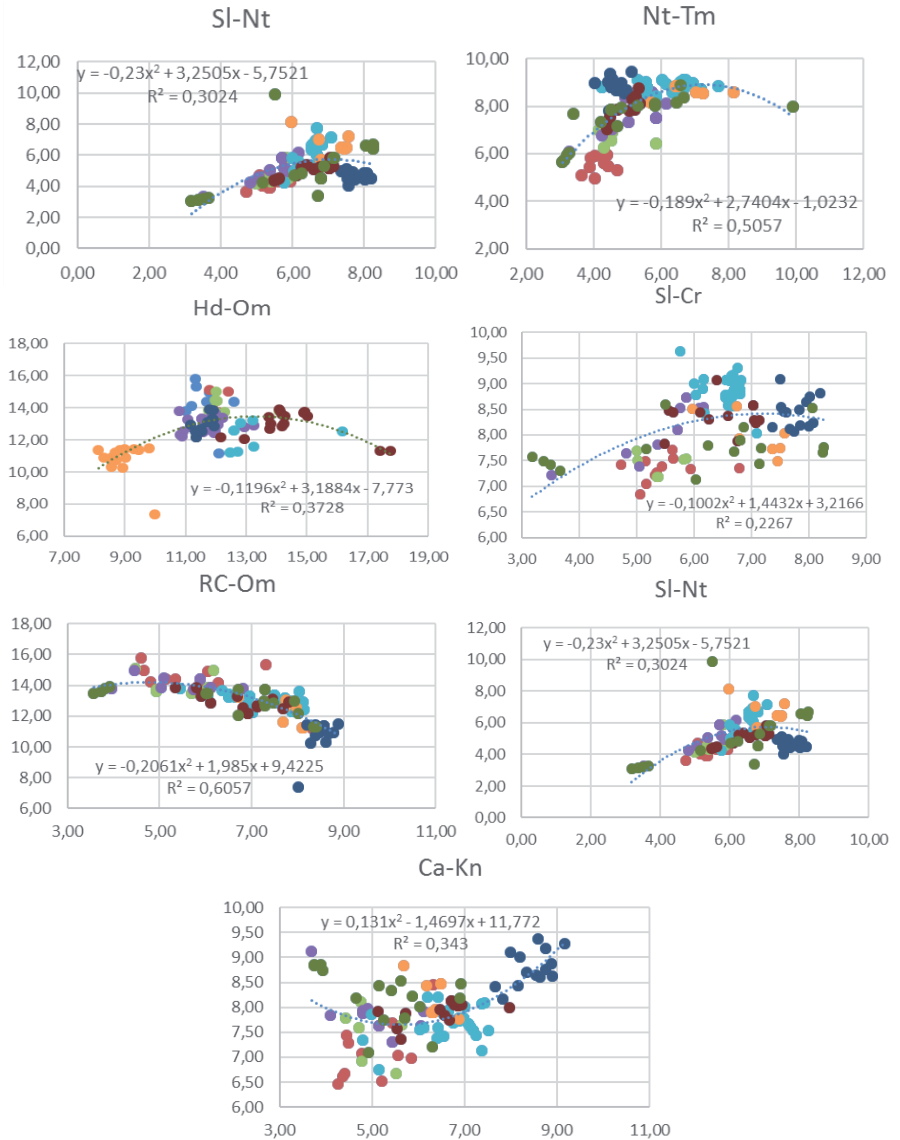 Sl-Nt
y = -0,23x² + 3,2505x - 5,7521
R² = 0,3024
12,00
10,00
8,00
6,00
4,00
2,00
0,00
0,00 2,00 4,00 6,00 8,00 10,00
Nt-Tm
10,00
8,00
6,00
4,00
2,00
y = -0,189x² + 2,7404x - 1,0232
R² = 0,5057
2,00 4,00 6,00 8,00 10,00 12,00
Hd-Om
18,00
16,00
14,00
12,00
10,00
8,00
6,00
y = -0,1196x² + 3,1884x - 7,773
R² = 0,3728
7,00 9,00 11,00 13,00 15,00 17,00 19,00
Sl-Cr
10,00
9,50
9,00
8,50
8,00
7,50
7,00
6,50
6,00
y = -0,1002x² + 1,4432x + 3,2166
R² = 0,2267
3,00 4,00 5,00 6,00 7,00 8,00 9,00
RC-Om
18,00
16,00
14,00
12,00
10,00
8,00
6,00
y = -0,2061x² + 1,985x + 9,4225
R² = 0,6057
3,00 5,00 7,00 9,00 11,00
Sl-Nt
12,00
10,00
8,00
6,00
4,00
2,00
0,00
y = -0,23x² + 3,2505x - 5,7521
R² = 0,3024
0,00 2,00 4,00 6,00 8,00 10,00
Ca-Kn
10,00
9,50
9,00
8,50
8,00
7,50
7,00
6,50
6,00
y = 0,131x² - 1,4697x + 11,772
R² = 0,343
3,00 5,00 7,00 9,00 11,00